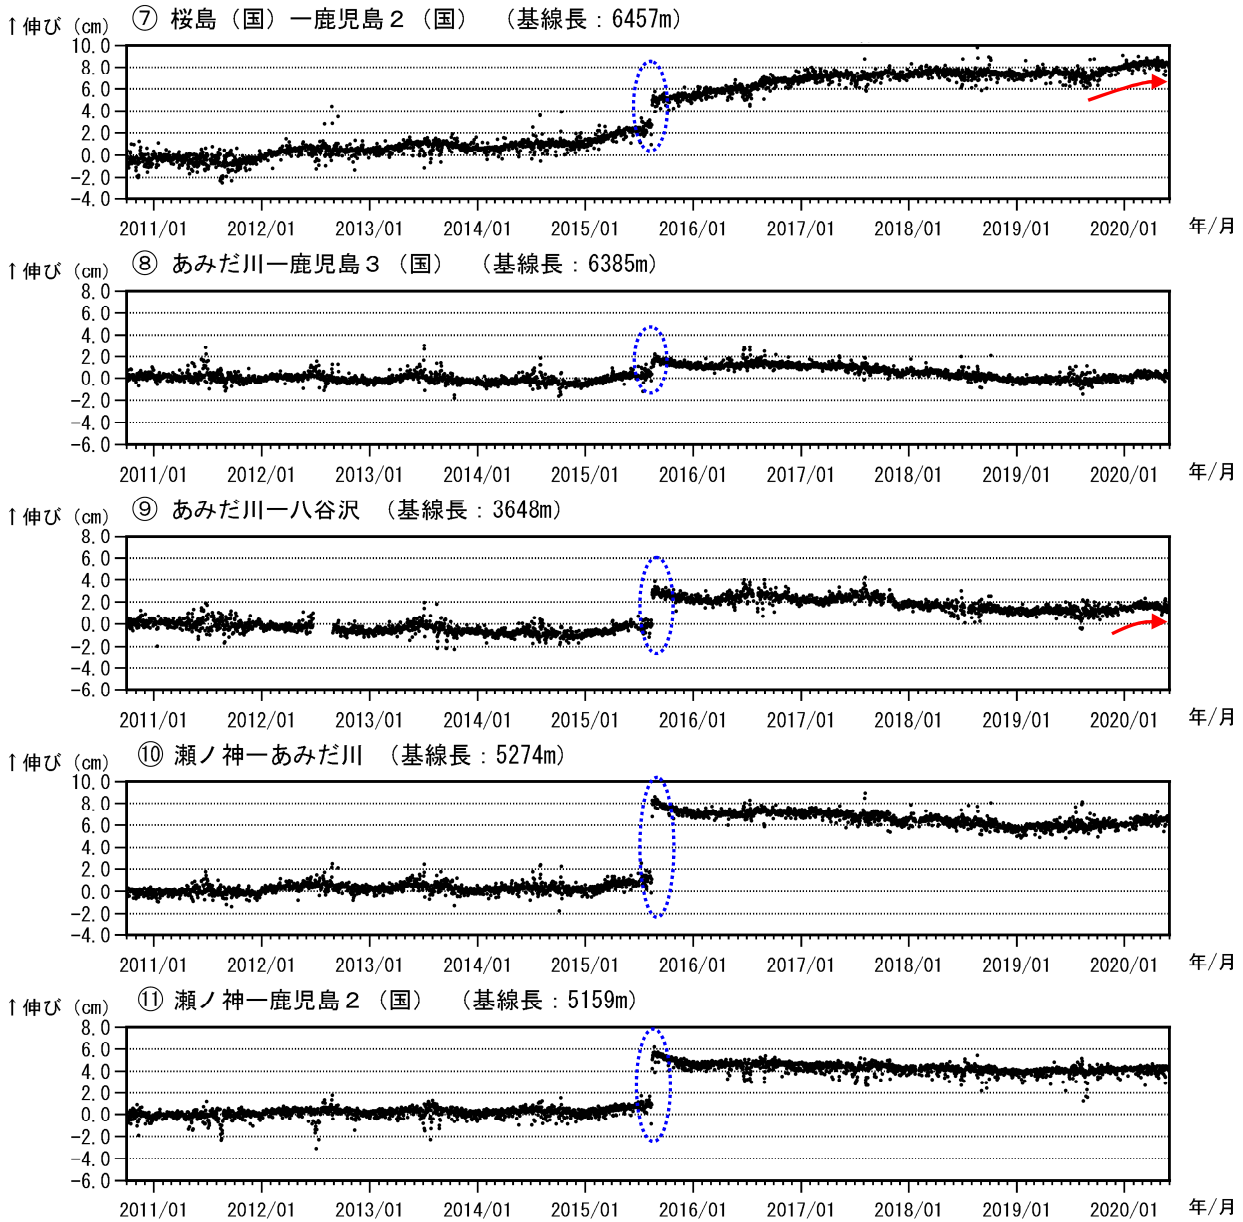 ⑦ 桜島（国）ー鹿児島２（国） （基線長：6457m）
↑伸び（cm）
10.0
8.0
6.0
4.0
2.0
0.0
-2.0
-4.0
2011/01 2012/01 2013/01 2014/01 2015/01 2016/01 2017/01 2018/01 2019/01 2020/01 年/月
⑧ あみだ川ー鹿児島３（国） （基線長：6385m）
↑伸び（cm）
8.0
6.0
4.0
2.0
0.0
-2.0
-4.0
-6.0
2011/01 2012/01 2013/01 2014/01 2015/01 2016/01 2017/01 2018/01 2019/01 2020/01 年/月
⑨ あみだ川ー八谷沢 （基線長：3648m）
↑伸び（cm）
8.0
6.0
4.0
2.0
0.0
-2.0
-4.0
-6.0
2011/01 2012/01 2013/01 2014/01 2015/01 2016/01 2017/01 2018/01 2019/01 2020/01 年/月
⑩ 瀬ノ神ーあみだ川 （基線長：5274m）
↑伸び（cm）
10.0
8.0
6.0
4.0
2.0
0.0
-2.0
-4.0
2011/01 2012/01 2013/01 2014/01 2015/01 2016/01 2017/01 2018/01 2019/01 2020/01 年/月
⑪ 瀬ノ神ー鹿児島２（国） （基線長：5159m）
↑伸び（cm）
8.0
6.0
4.0
2.0
0.0
-2.0
-4.0
-6.0
2011/01 2012/01 2013/01 2014/01 2015/01 2016/01 2017/01 2018/01 2019/01 2020/01 年/月